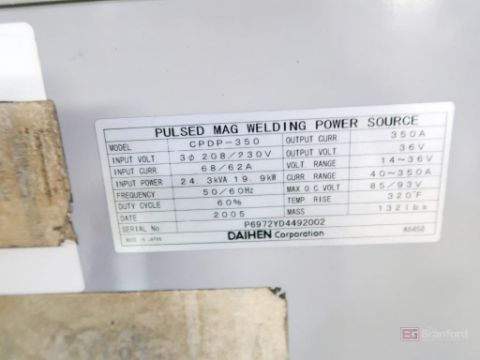 PULSED MAG WELDING POWER SOURCE
MODEL CPDP-350 OUTPUT CURR 350A
INPUT VOLT 3φ 208/230V OUTPUT VOLT 36V
INPUT CURR 68/62A VOLT RANGE 14~36V
INPUT POWER 24.3kVA 19.9kW CURR RANGE 40~350A
FREQUENCY 50/60Hz MAX.O.C VOLT 85/93V
DUTY CYCLE 60% TEMP RISE 320°F
DATE 2005 MASS 132lbs
SERIAL No. P6972YD4492002
MADE IN JAPAN DAIHEN Corporation
Branford